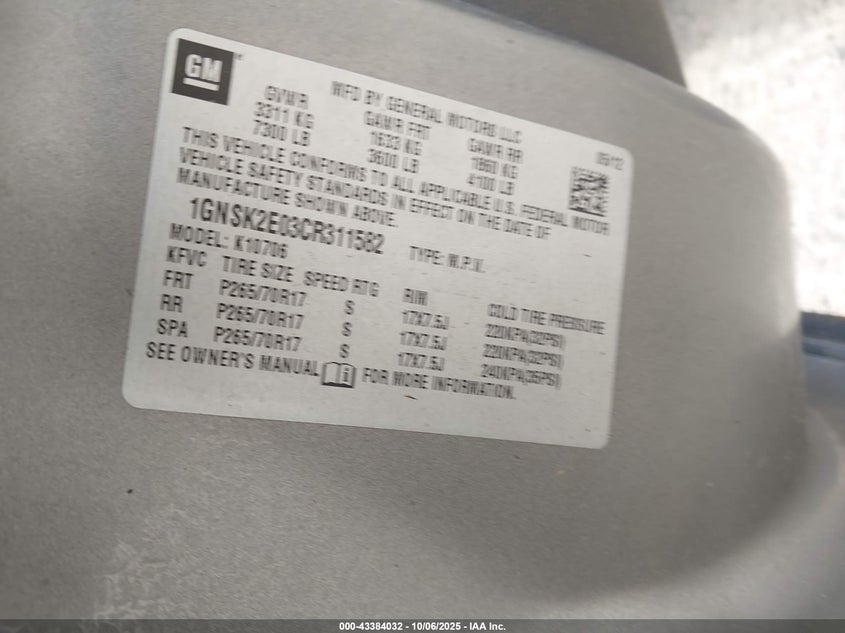 GM
MFD BY GENERAL MOTORS LLC
05/12
GVWR GAWR FRT GAWR RR
3311 KG 1633 KG 1860 KG
7300 LB 3600 LB 4100 LB
THIS VEHICLE CONFORMS TO ALL APPLICABLE U.S. FEDERAL MOTOR
VEHICLE SAFETY STANDARDS IN EFFECT ON THE DATE OF
MANUFACTURE SHOWN ABOVE.
1GNSK2E03CR311582
TYPE: M.P.V.
MODEL: K10706
KFVC TIRE SIZE SPEED RTG RIM COLD TIRE PRESSURE
FRT P265/70R17 S 17X7.5J 220KPA(32PSI)
RR P265/70R17 S 17X7.5J 220KPA(32PSI)
SPA P265/70R17 S 17X7.5J 240KPA(35PSI)
SEE OWNER'S MANUAL FOR MORE INFORMATION.
000-43384032 - 10/06/2025 - IAA Inc.